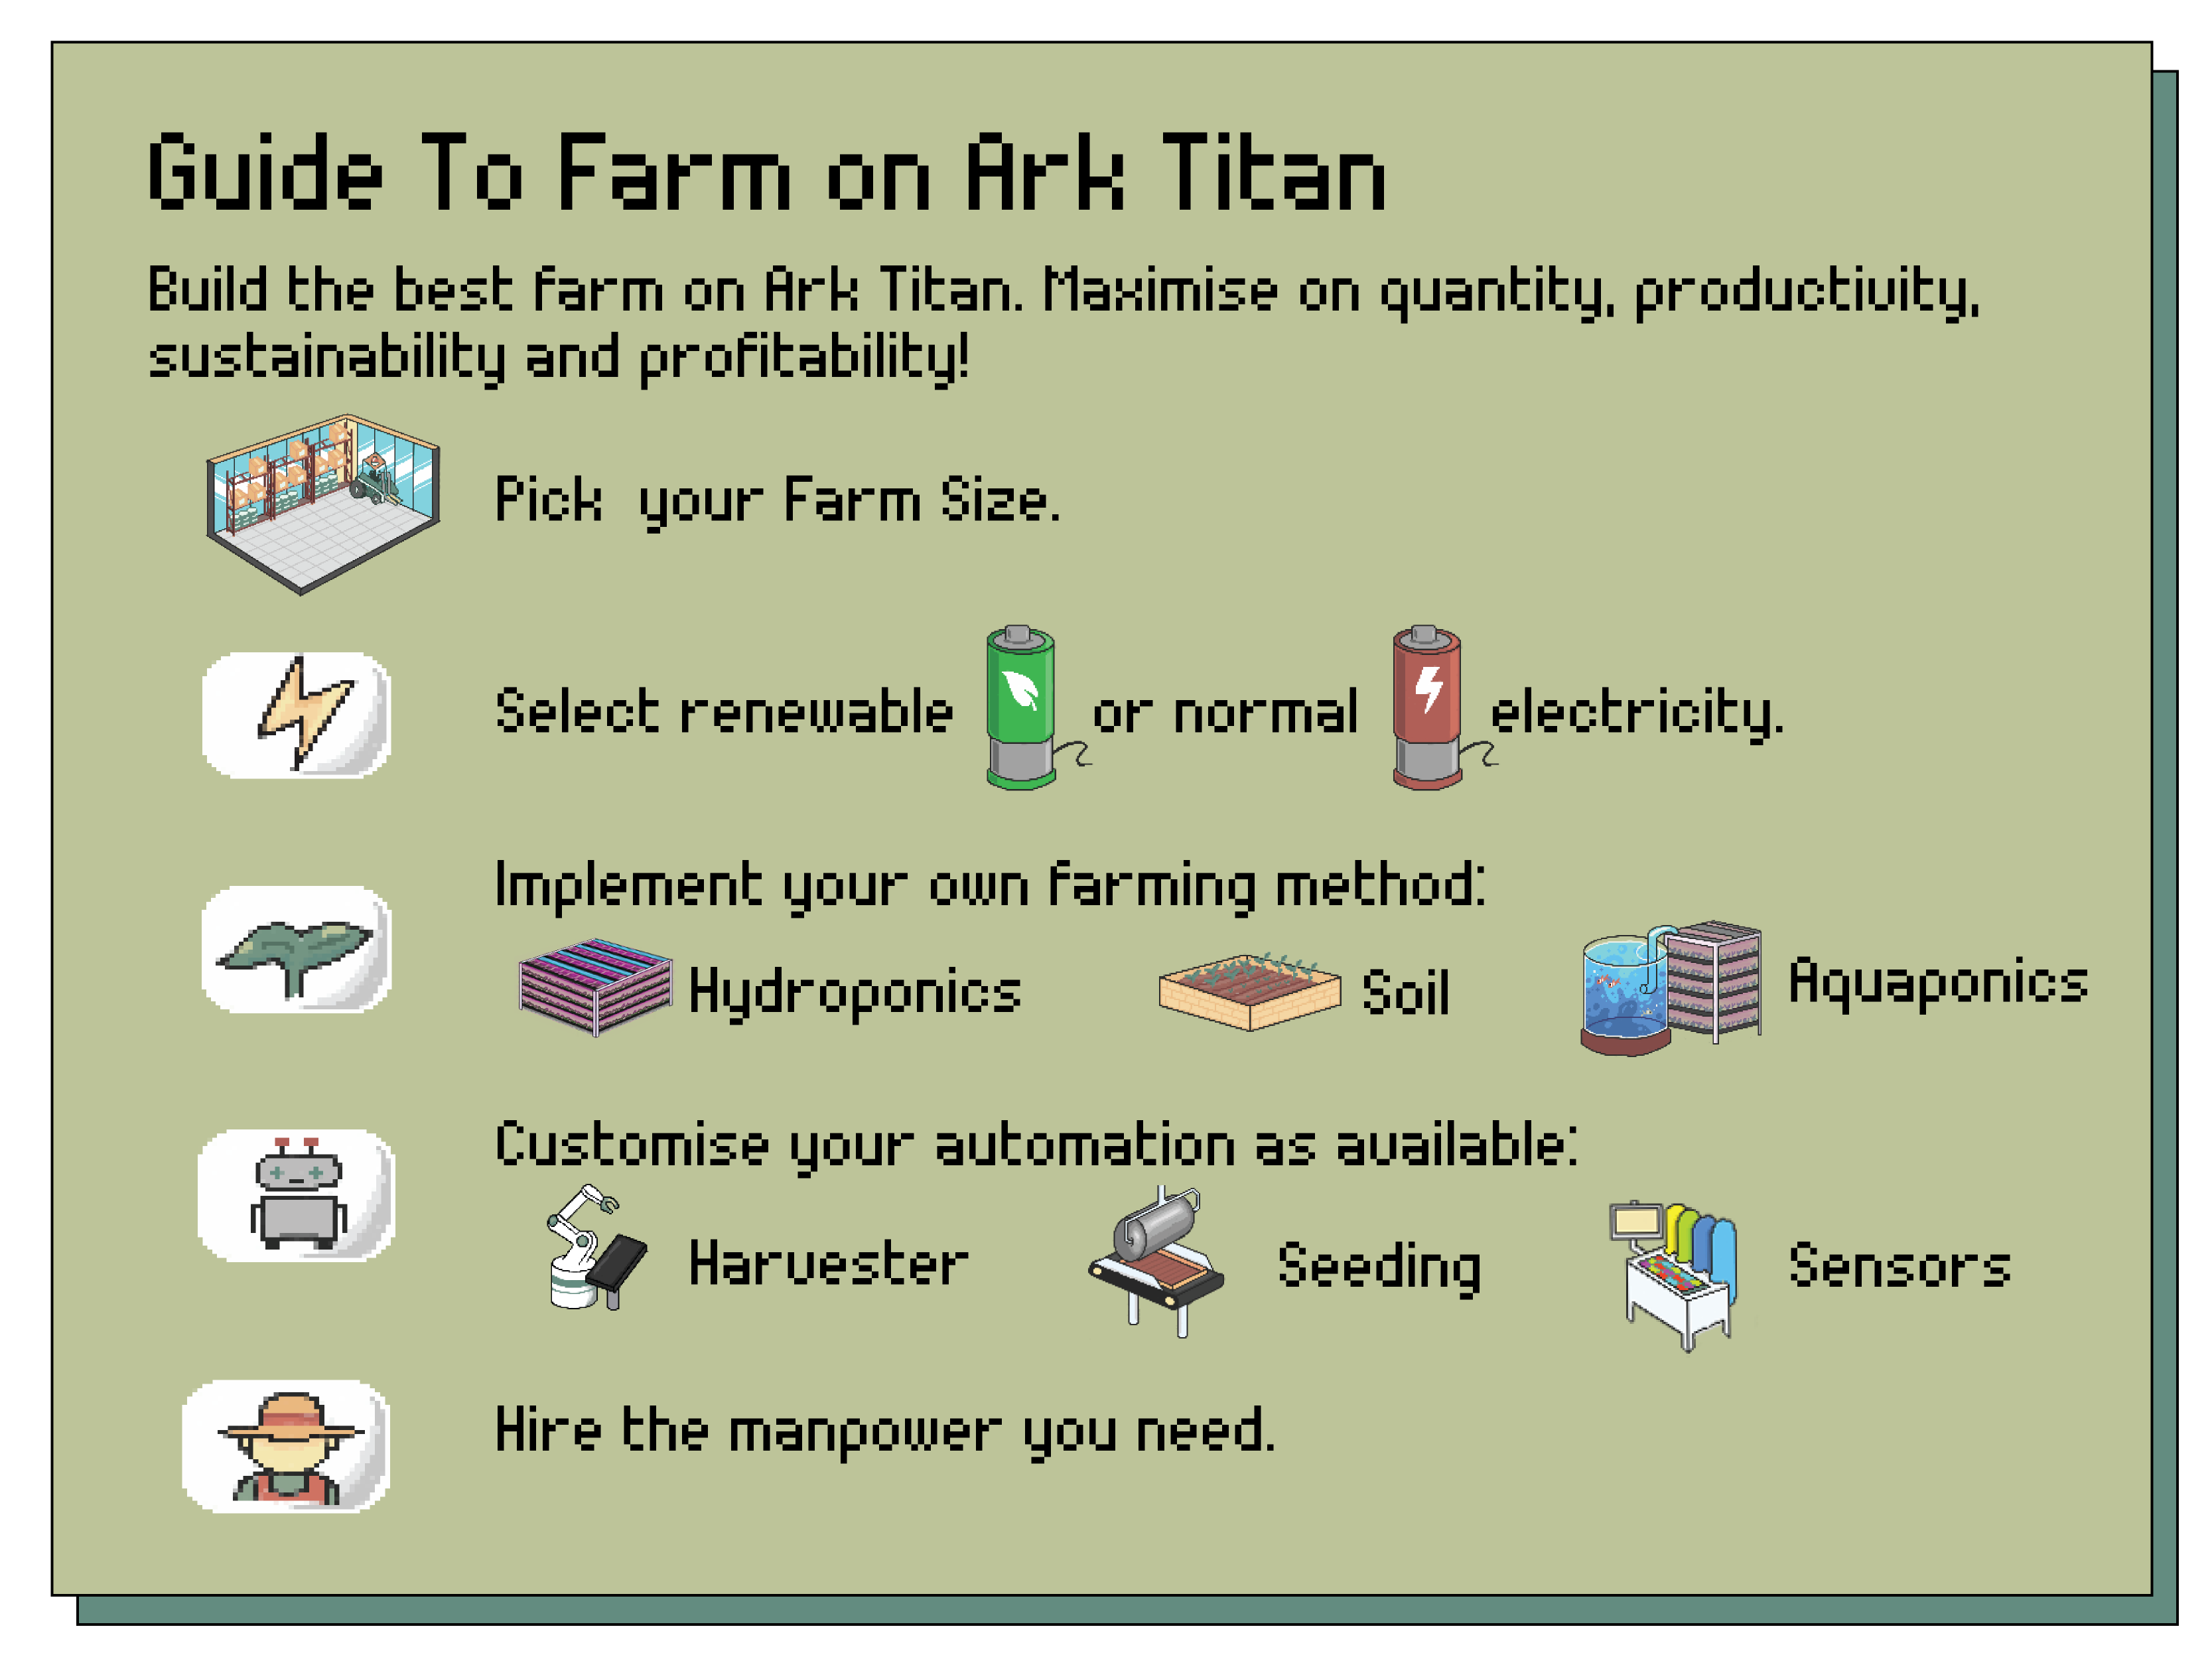 Guide To Farm on Ark Titan
Build the best farm on Ark Titan. Maximise on quantity, productivity,
sustainability and profitability!
Pick your Farm Size.
Select renewable or normal electricity.
Implement your own farming method:
Hydroponics Soil Aquaponics
Customise your automation as available:
Harvester Seeding Sensors
Hire the manpower you need.